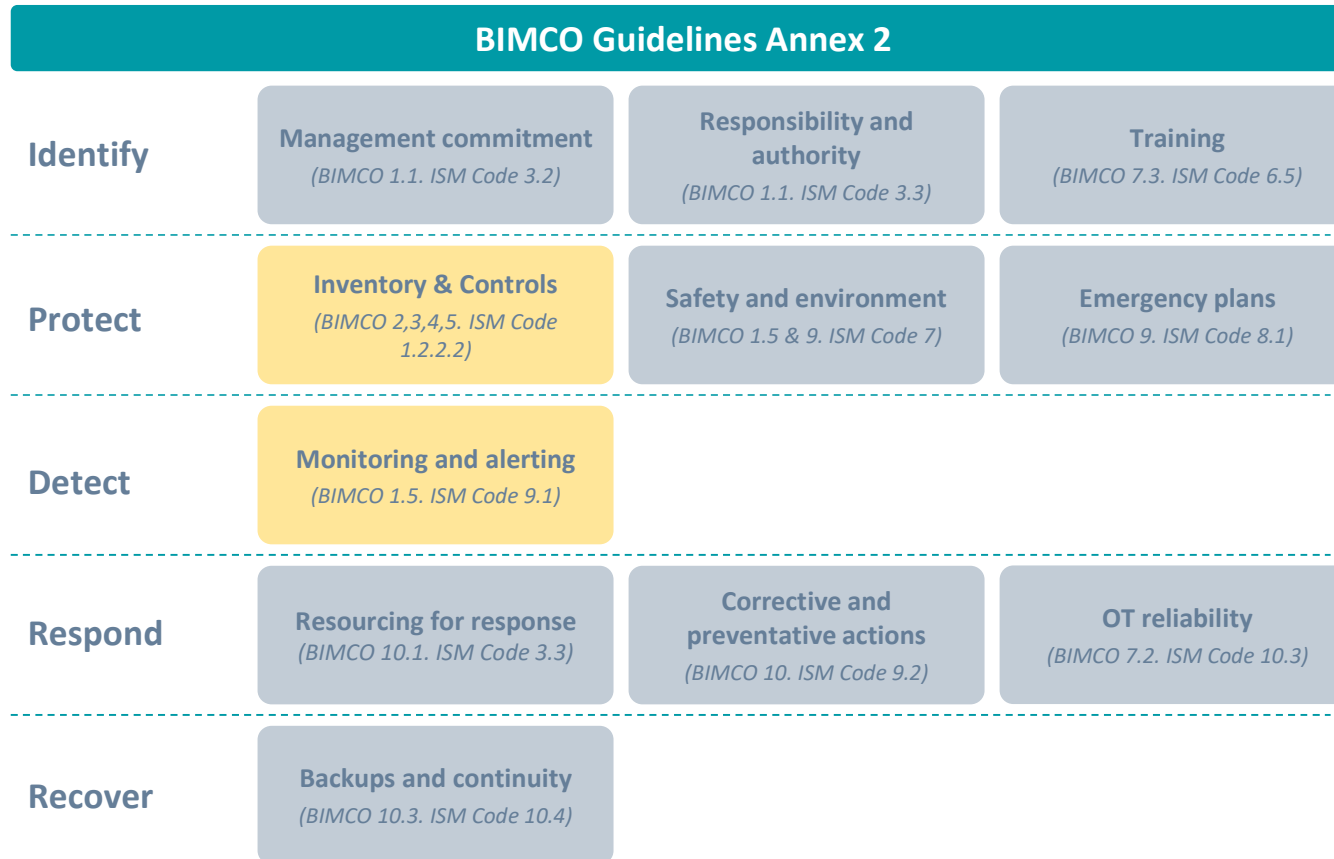 BIMCO Guidelines Annex 2
Identify
Management commitment
(BIMCO 1.1. ISM Code 3.2)
Responsibility and
authority
(BIMCO 1.1. ISM Code 3.3)
Training
(BIMCO 7.3. ISM Code 6.5)
Protect
Inventory & Controls
(BIMCO 2,3,4,5. ISM Code
1.2.2.2)
Safety and environment
(BIMCO 1.5 & 9. ISM Code 7)
Emergency plans
(BIMCO 9. ISM Code 8.1)
Detect
Monitoring and alerting
(BIMCO 1.5. ISM Code 9.1)
Respond
Resourcing for response
(BIMCO 10.1. ISM Code 3.3)
Corrective and
preventative actions
(BIMCO 10. ISM Code 9.2)
OT reliability
(BIMCO 7.2. ISM Code 10.3)
Recover
Backups and continuity
(BIMCO 10.3. ISM Code 10.4)